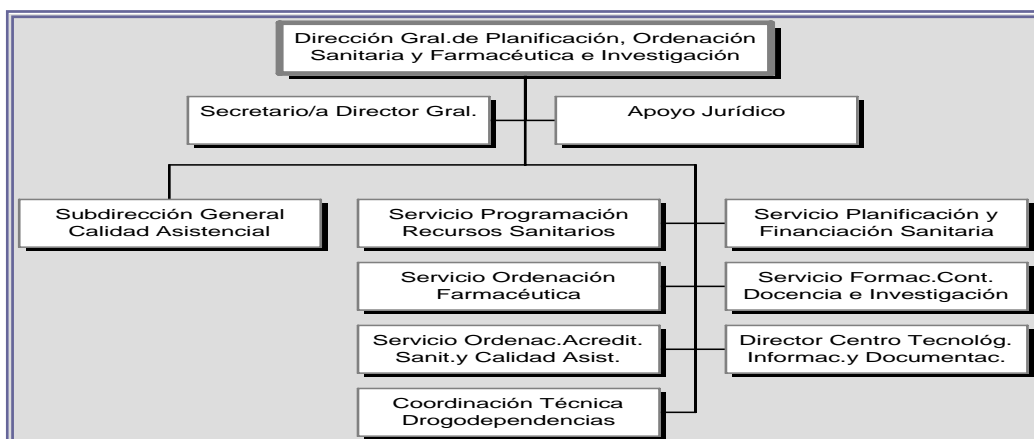 Dirección Gral.de Planificación, Ordenación
Sanitaria y Farmacéutica e Investigación
Secretario/a Director Gral.
Apoyo Jurídico
Subdirección General
Calidad Asistencial
Servicio Programación
Recursos Sanitarios
Servicio Planificación y
Financiación Sanitaria
Servicio Ordenación
Farmacéutica
Servicio Formac.Cont.
Docencia e Investigación
Servicio Ordenac.Acredit.
Sanit.y Calidad Asist.
Director Centro Tecnológ.
Informac.y Documentac.
Coordinación Técnica
Drogodependencias